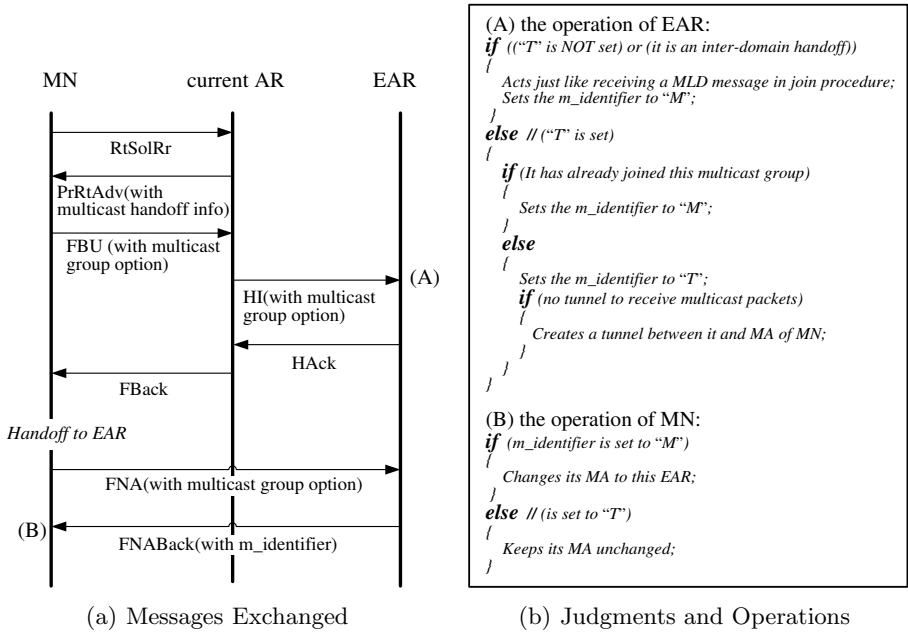 MN
current AR
EAR
RtSolRr
PrRtAdv(with
multicast handoff info)
FBU (with multicast
group option)
(A)
HI(with multicast
group option)
HAck
FBack
Handoff to EAR
FNA(with multicast group option)
(B)
FNABack(with m_identifier)
(a) Messages Exchanged
(A) the operation of EAR:
if ((“T” is NOT set) or (it is an inter-domain handoff))
{
Acts just like receiving a MLD message in join procedure;
Sets the m_identifier to “M”;
}
else // (“T” is set)
{
if (It has already joined this multicast group)
{
Sets the m_identifier to “M”;
}
else
{
Sets the m_identifier to “T”;
if (no tunnel to receive multicast packets)
{
Creates a tunnel between it and MA of MN;
}
}
}
(B) the operation of MN:
if (m_identifier is set to “M”)
{
Changes its MA to this EAR;
}
else // (is set to “T”)
{
Keeps its MA unchanged;
}
(b) Judgments and Operations